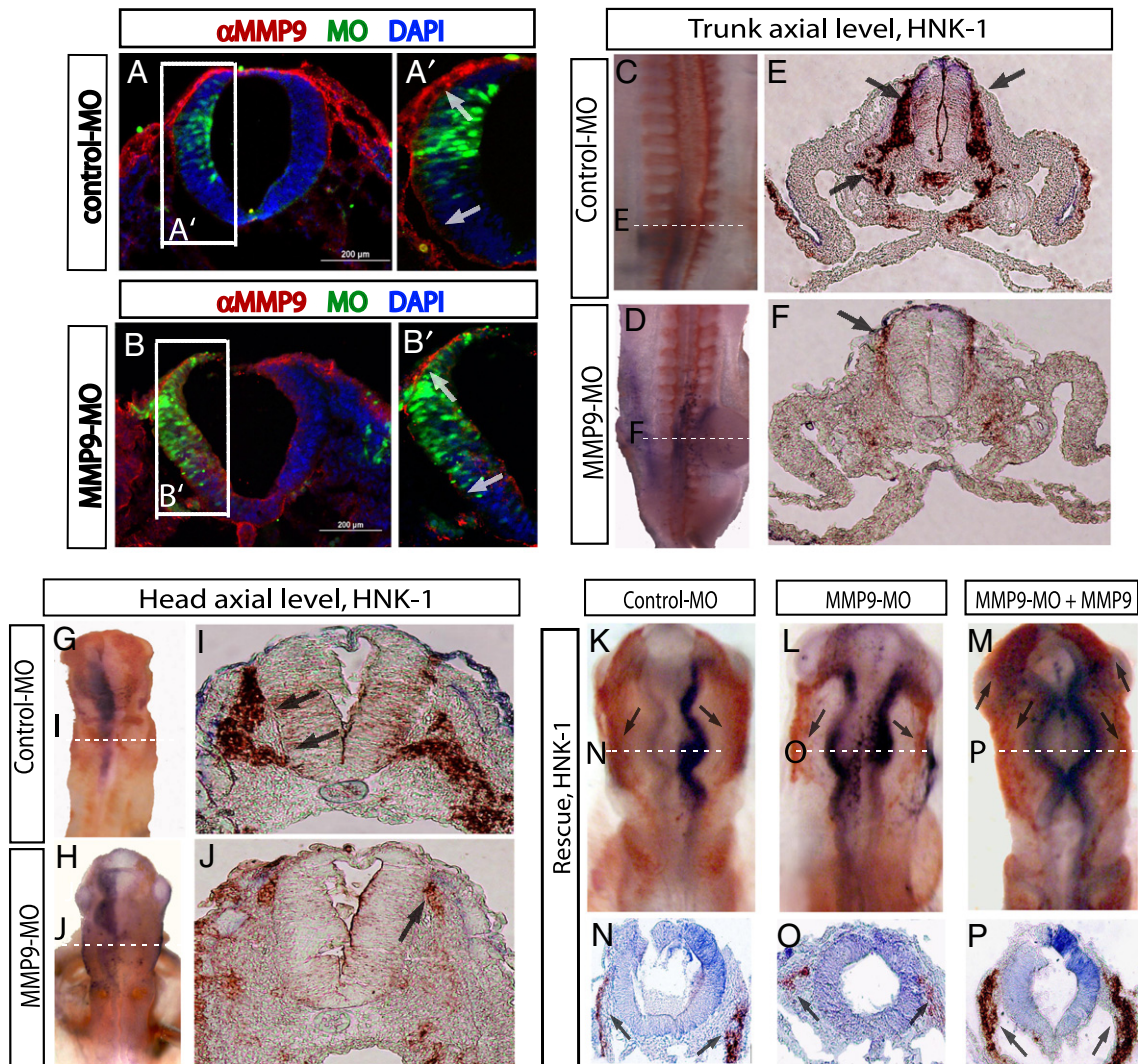 αMMP9 MO DAPI
control-MO
A
A′
A′
200 μm
αMMP9 MO DAPI
MMP9-MO
B
B′
B′
200 μm
Trunk axial level, HNK-1
Control-MO
C
E
E
MMP9-MO
D
F
F
Head axial level, HNK-1
Control-MO
G
I
I
MMP9-MO
H
J
J
Rescue, HNK-1
Control-MO
MMP9-MO
MMP9-MO + MMP9
K
L
M
N
O
P
N
O
P